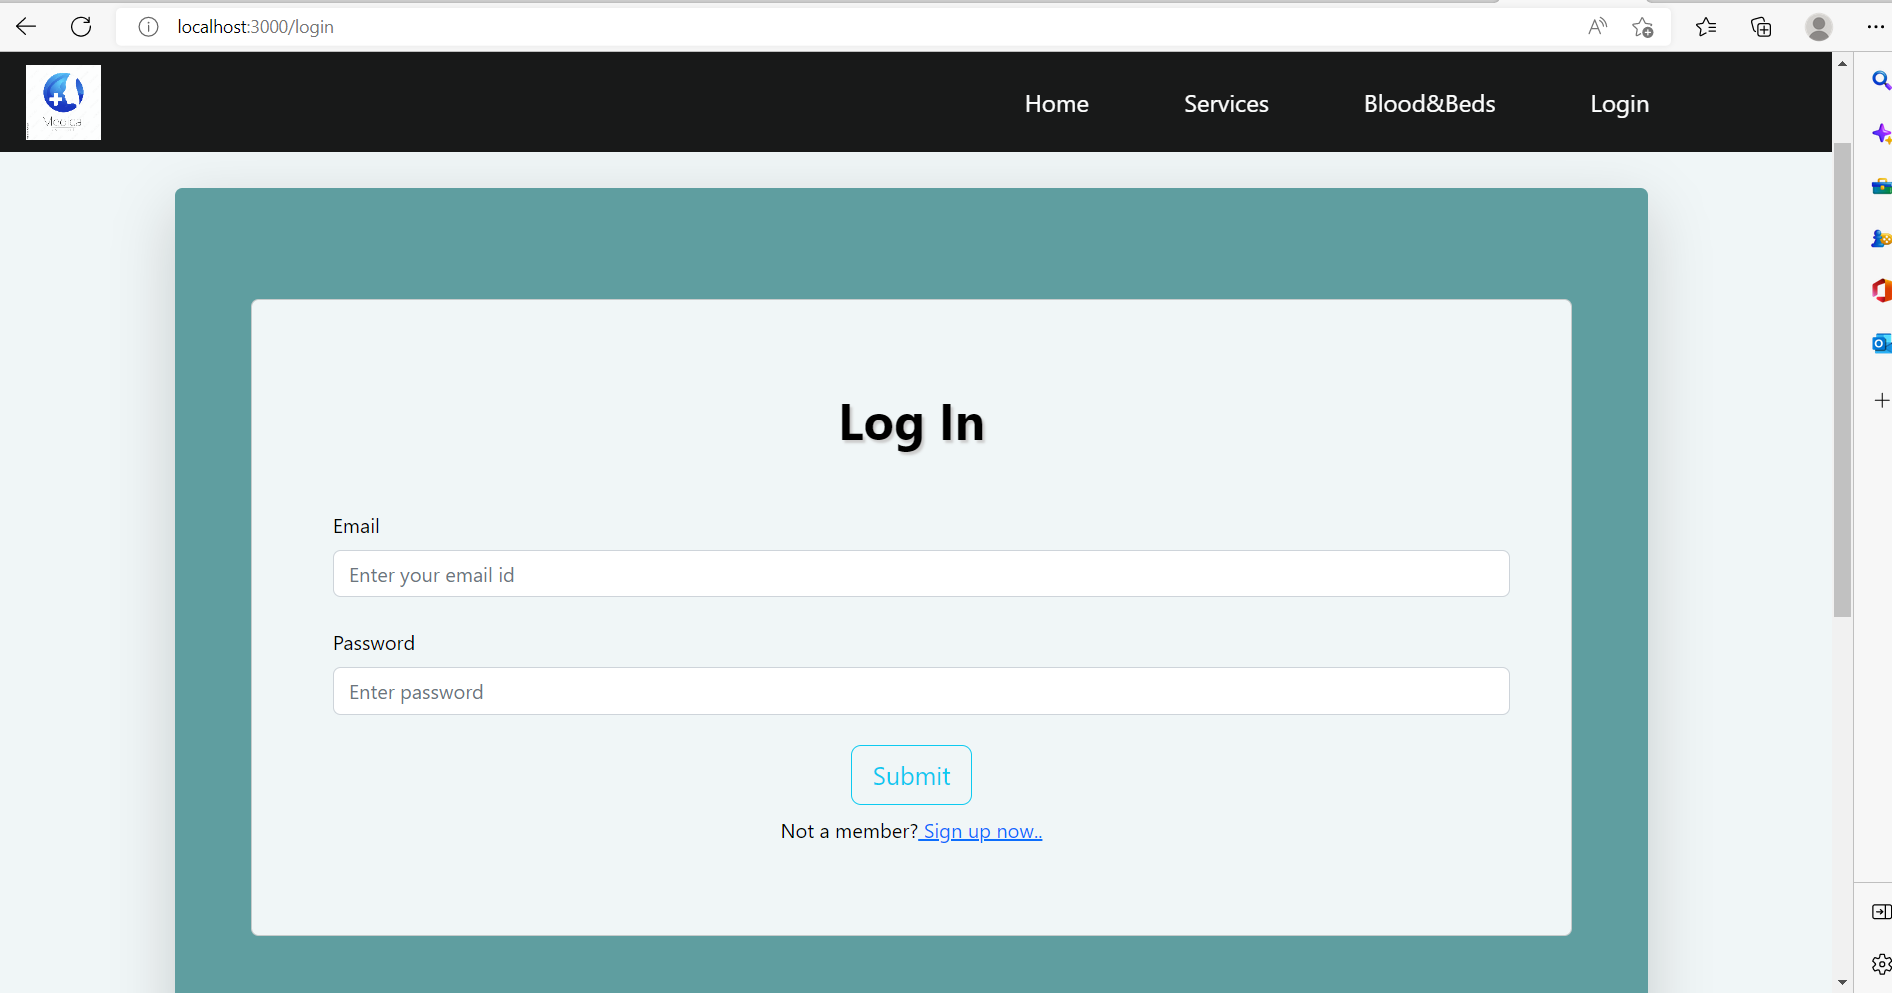 localhost:3000/login
Medica
Home Services Blood&Beds Login
Log In
Email
Enter your email id
Password
Enter password
Submit
Not a member? Sign up now..